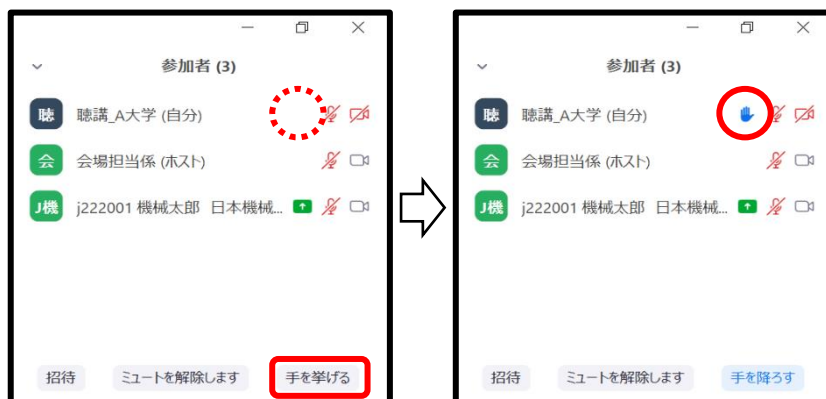 参加者 (3)
聴 聴講_A大学 (自分)
会 会場担当係 (ホスト)
J機 j222001 機械太郎 日本機械...
招待 ミュートを解除します 手を挙げる
参加者 (3)
聴 聴講_A大学 (自分)
会 会場担当係 (ホスト)
J機 j222001 機械太郎 日本機械...
招待 ミュートを解除します 手を降ろす